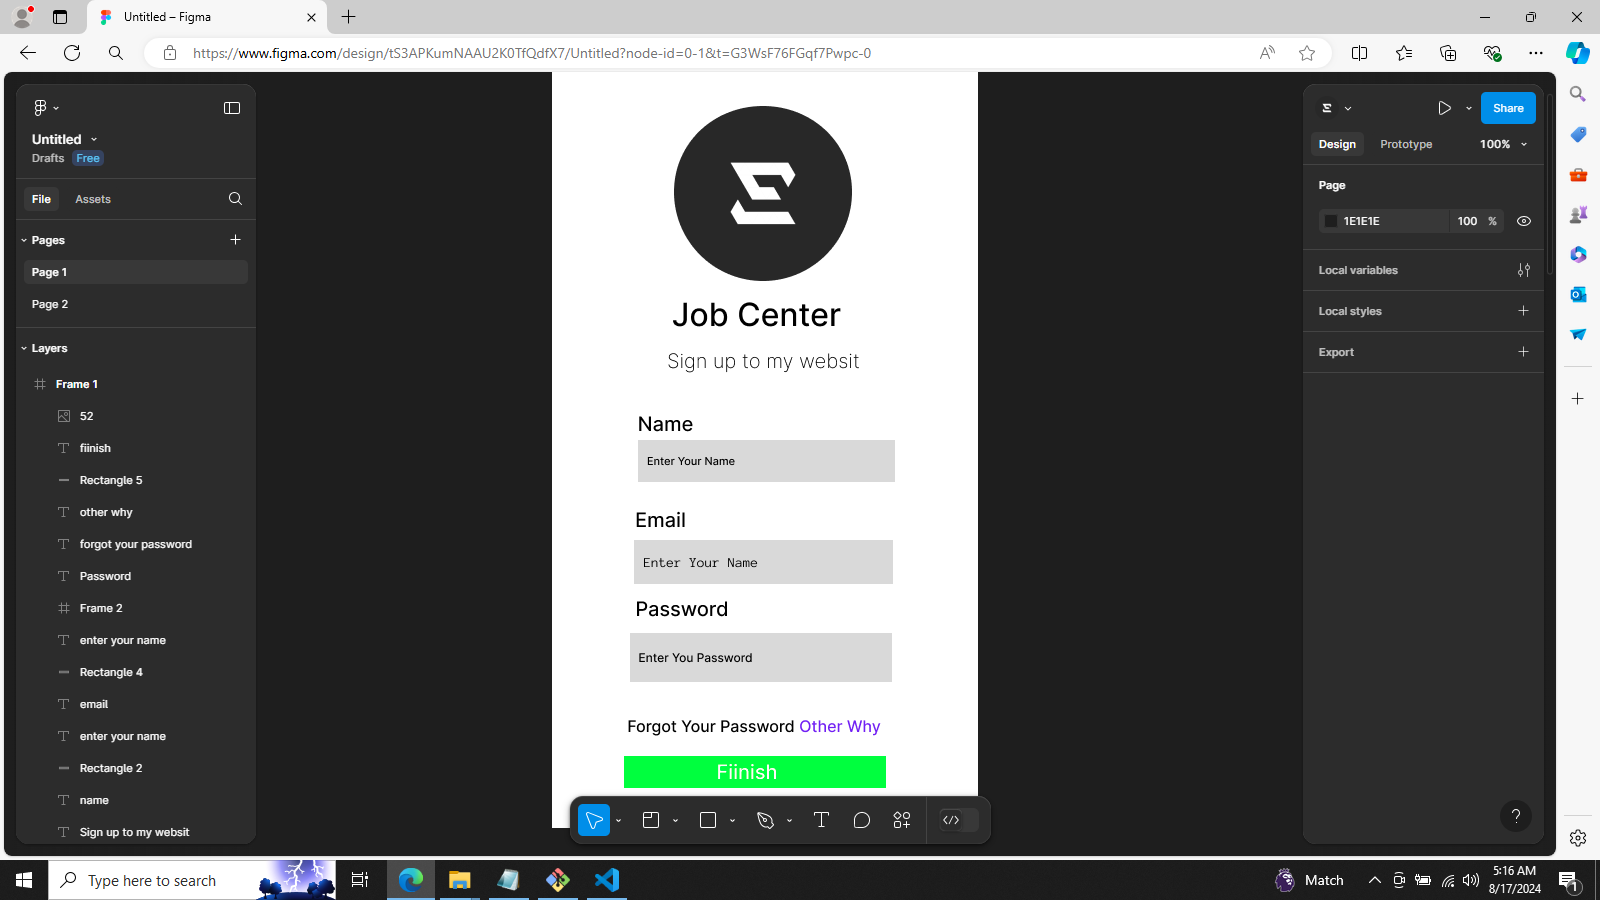 Untitled – Figma
https://www.figma.com/design/tS3APKumNAAU2K0TfQdfX7/Untitled?node-id=0-1&t=G3WsF76FGqf7Pwpc-0
Untitled
Drafts Free
File Assets
Pages
Page 1
Page 2
Layers
Frame 1
52
fiinish
Rectangle 5
other why
forgot your password
Password
Frame 2
enter your name
Rectangle 4
email
enter your name
Rectangle 2
name
Sign up to my websit
Job Center
Sign up to my websit
Name
Enter Your Name
Email
Enter Your Name
Password
Enter You Password
Forgot Your Password Other Why
Fiinish
Share
Design Prototype 100%
Page
1E1E1E 100 %
Local variables
Local styles
Export
?
Type here to search
Match
5:16 AM
8/17/2024
1